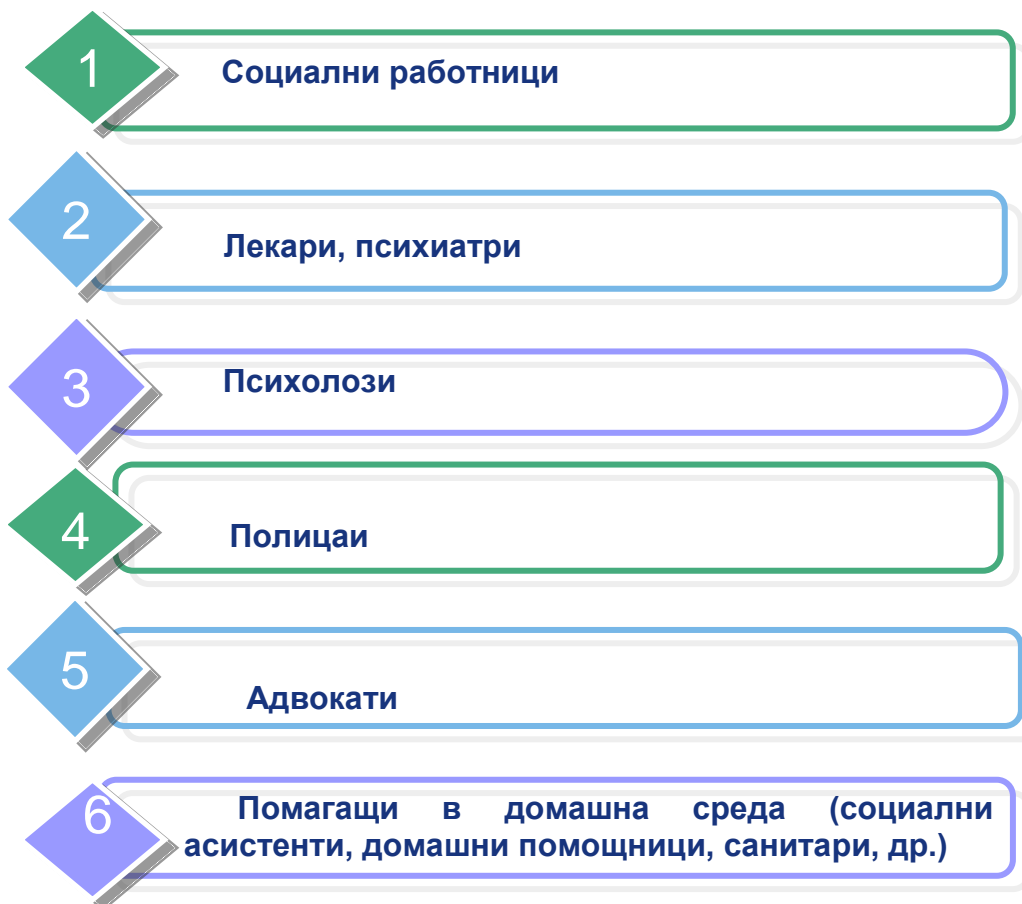 1
Социални работници
2
Лекари, психиатри
3
Психолози
4
Полицаи
5
Адвокати
6
Помагащи в домашна среда (социални
асистенти, домашни помощници, санитари, др.)